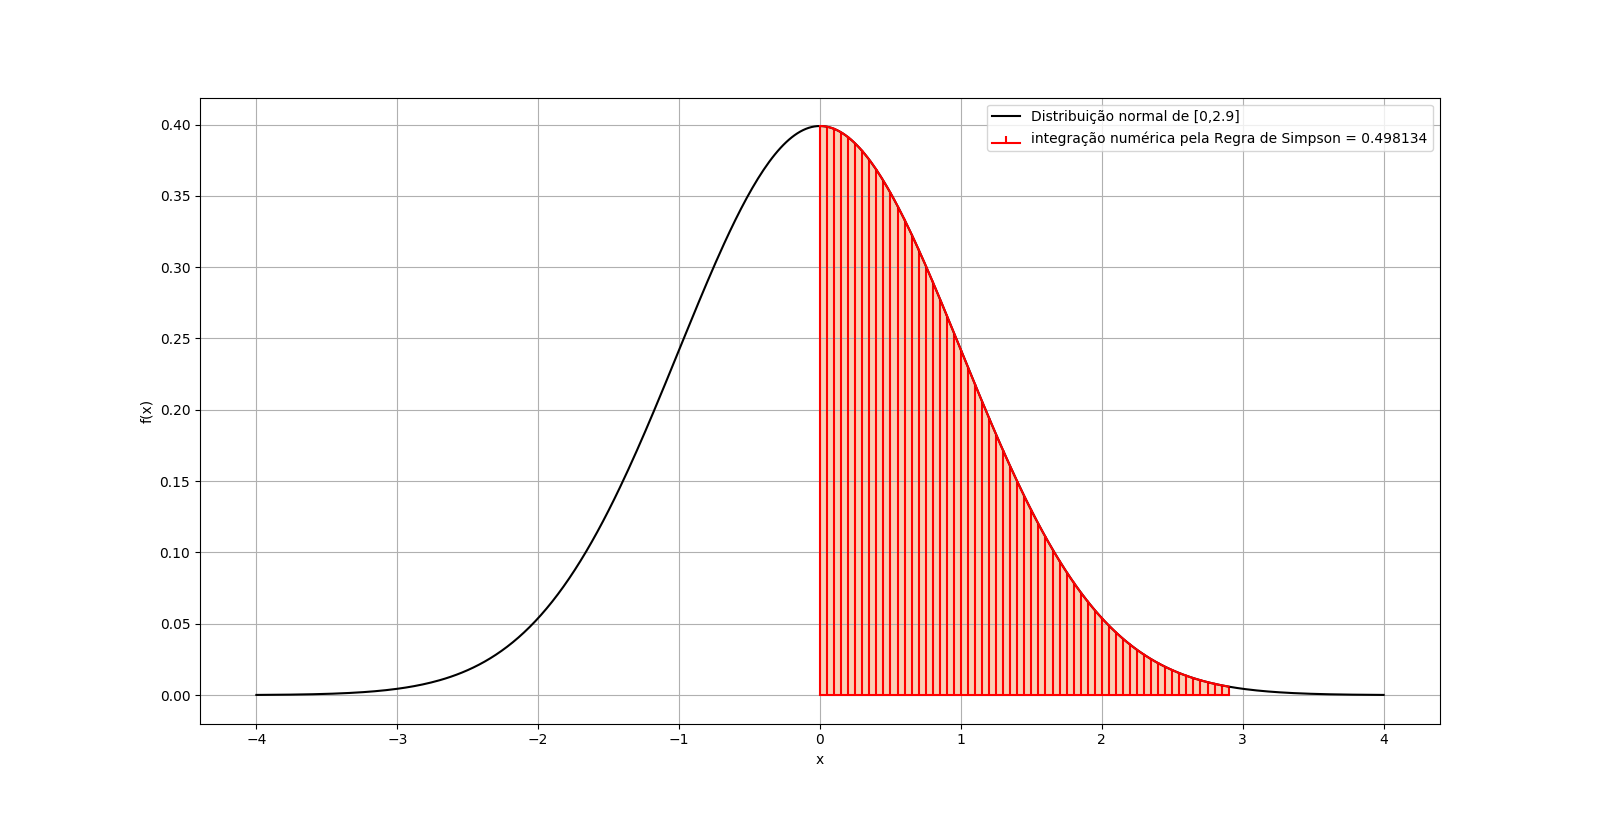 Distribuição normal de [0,2.9]
integração numérica pela Regra de Simpson = 0.498134
0.40
0.35
0.30
0.25
f(x)
0.20
0.15
0.10
0.05
0.00
−4 −3 −2 −1 0 1 2 3 4
x